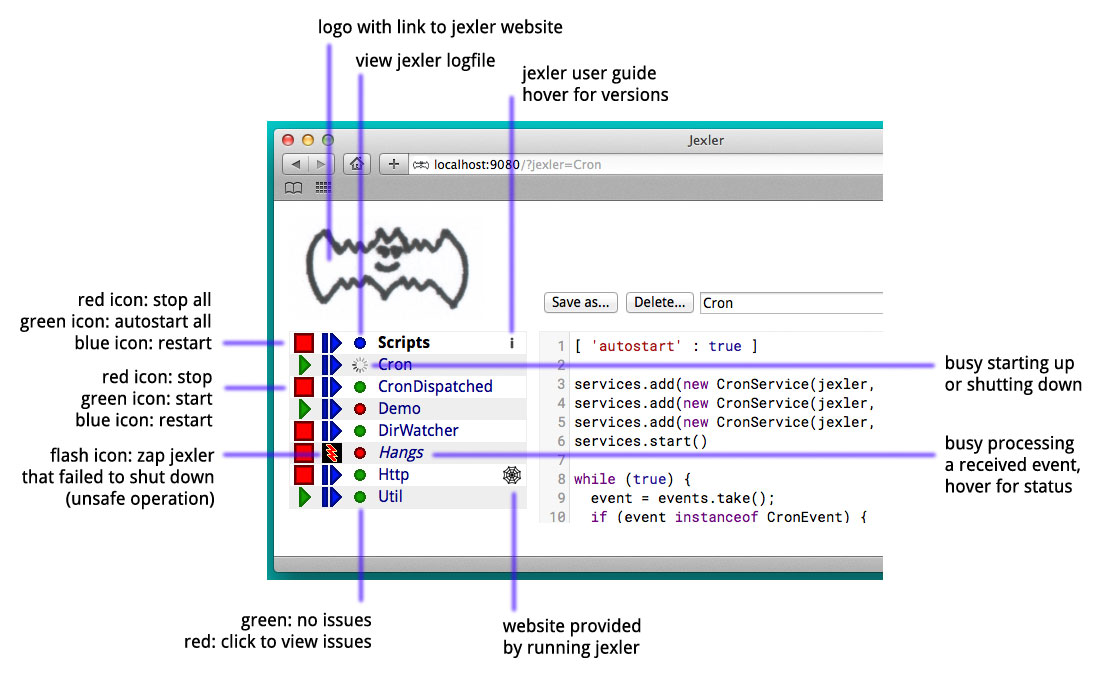 logo with link to jexler website
view jexler logfile
jexler user guide
hover for versions
Jexler
localhost:9080/?jexler=Cron
red icon: stop all
green icon: autostart all
blue icon: restart
Save as...
Delete...
Cron
Scripts
i
Cron
CronDispatched
Demo
DirWatcher
Hangs
Http
Util
red icon: stop
green icon: start
blue icon: restart
flash icon: zap jexler
that failed to shut down
(unsafe operation)
1 [ 'autostart' : true ]
2
3 services.add(new CronService(jexler,
4 services.add(new CronService(jexler,
5 services.add(new CronService(jexler,
6 services.start()
7
8 while (true) {
9 event = events.take();
10 if (event instanceof CronEvent) {
busy starting up
or shutting down
busy processing
a received event,
hover for status
green: no issues
red: click to view issues
website provided
by running jexler